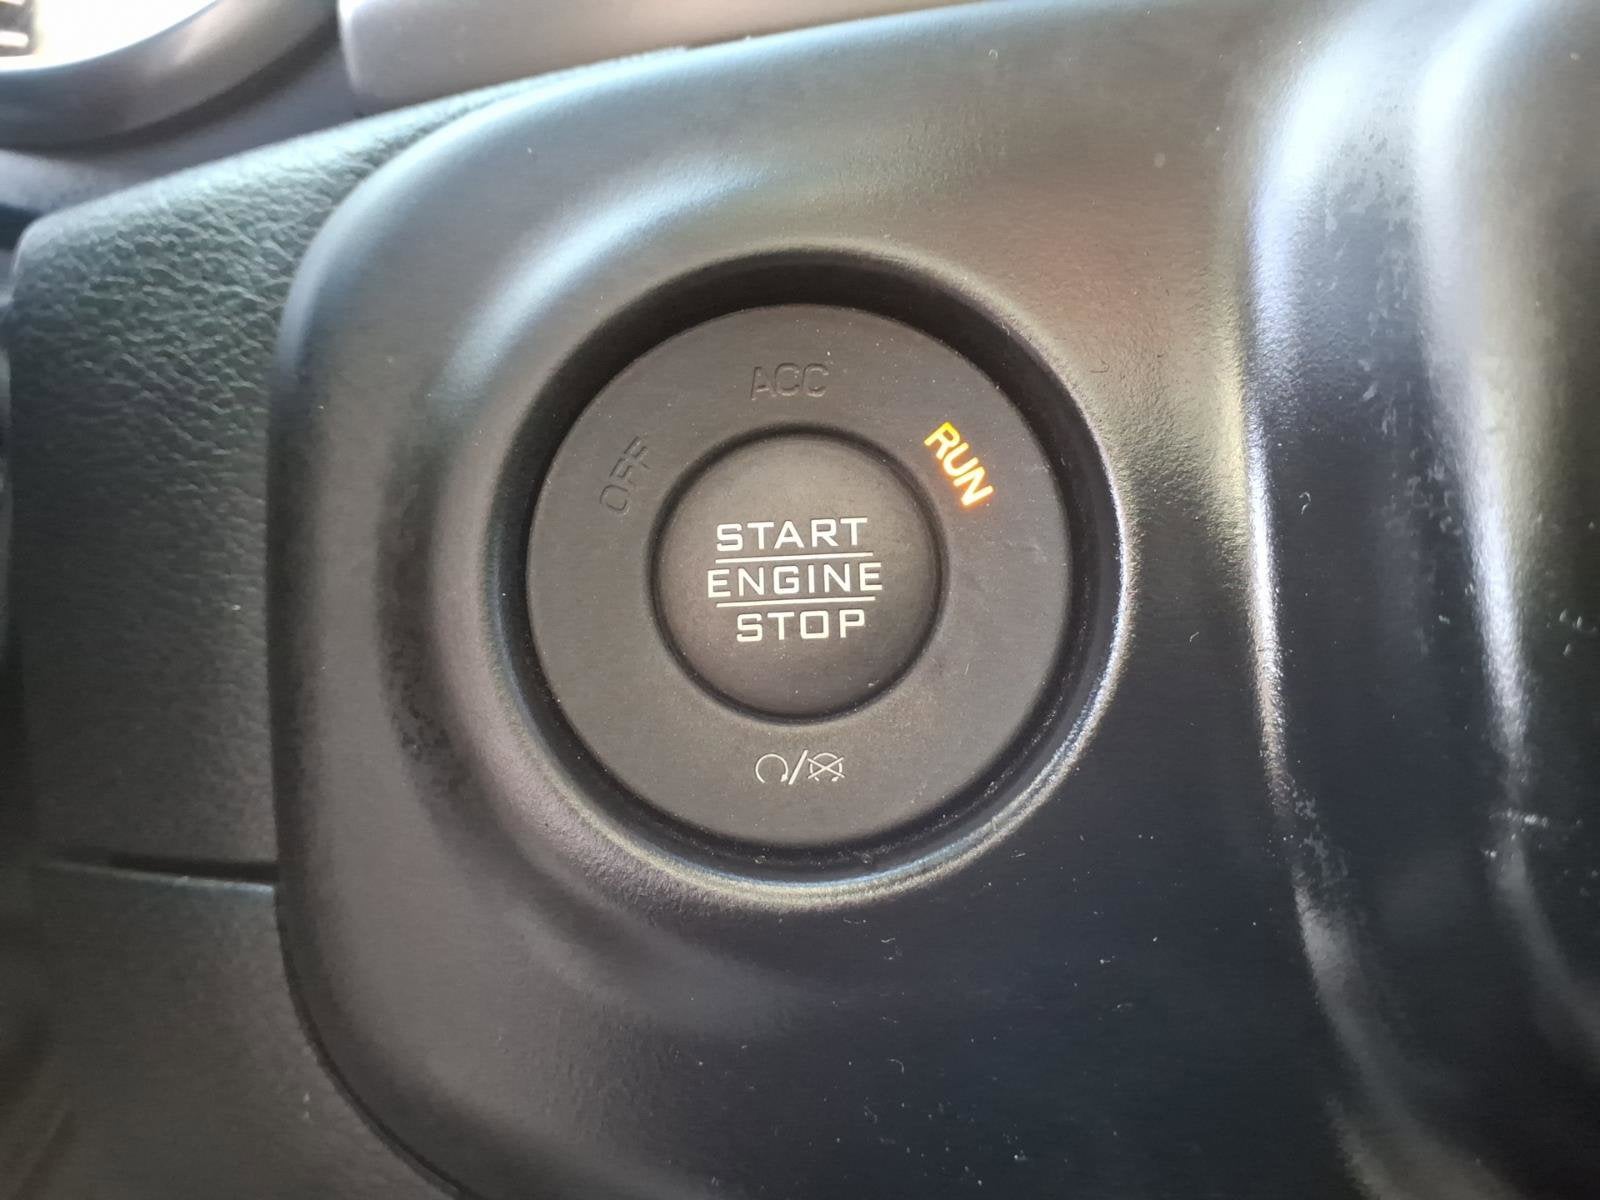 ACC
OFF
RUN
START
ENGINE
STOP